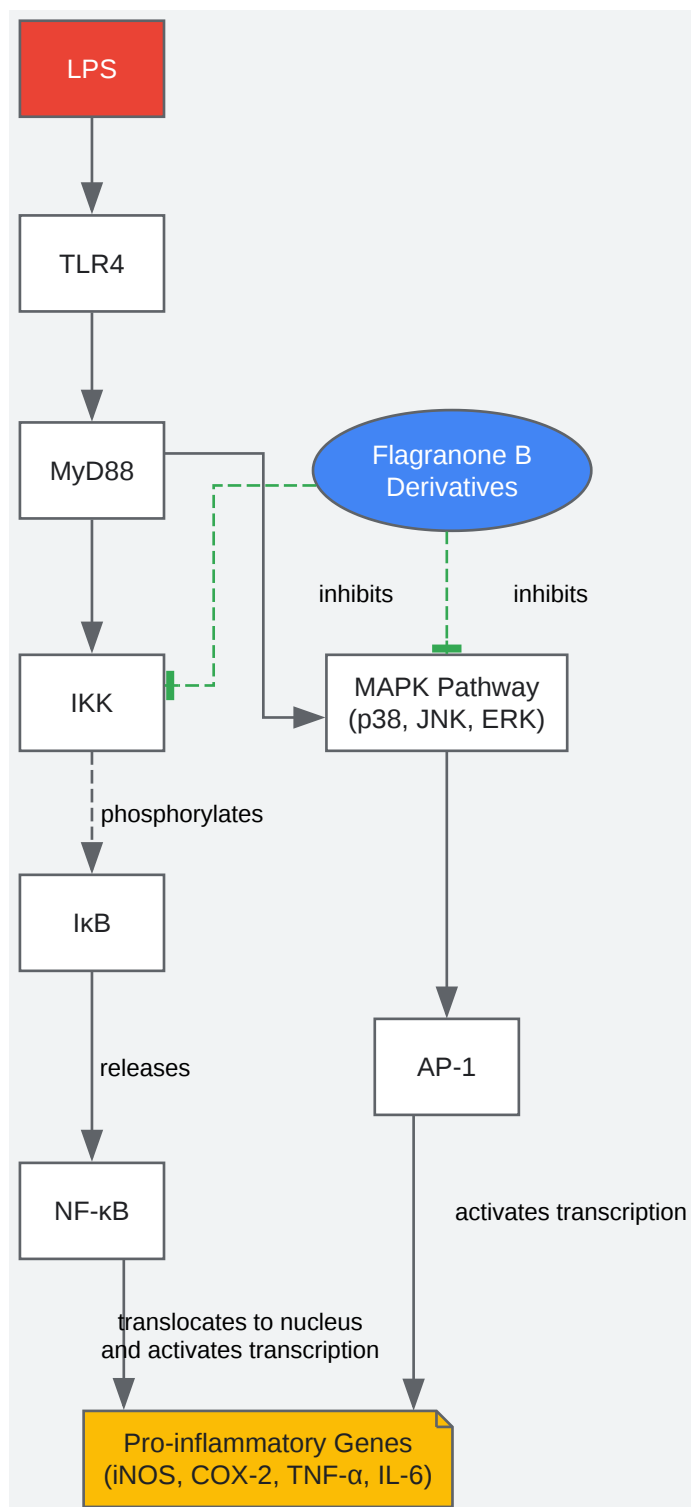 LPS
TLR4
MyD88
Flagranone B
Derivatives
inhibits
inhibits
IKK
MAPK Pathway
(p38, JNK, ERK)
phosphorylates
IκB
releases
AP-1
NF-κB
activates transcription
translocates to nucleus
and activates transcription
Pro-inflammatory Genes
(iNOS, COX-2, TNF-α, IL-6)